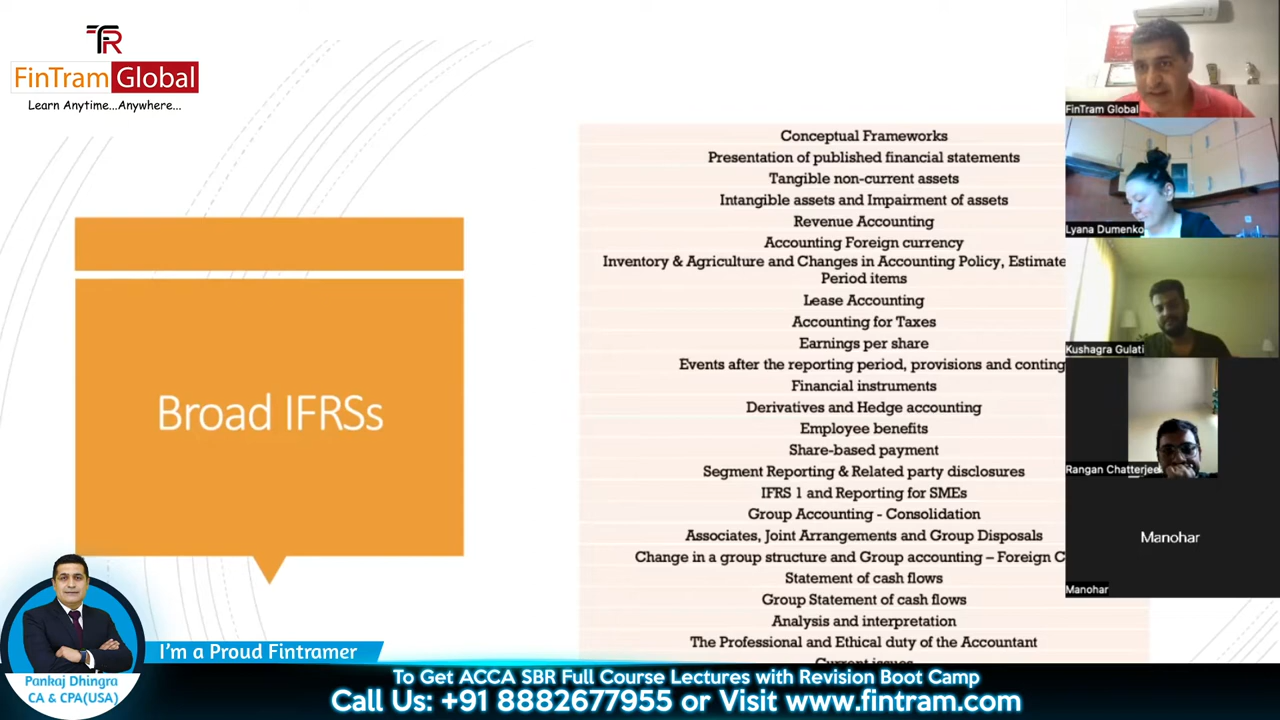 FR
FinTram Global
Learn Anytime...Anywhere...
Broad IFRSs
Conceptual Frameworks
Presentation of published financial statements
Tangible non-current assets
Intangible assets and Impairment of assets
Revenue Accounting
Accounting Foreign currency
Inventory & Agriculture and Changes in Accounting Policy, Estimate
Period items
Lease Accounting
Accounting for Taxes
Earnings per share
Events after the reporting period, provisions and conting
Financial instruments
Derivatives and Hedge accounting
Employee benefits
Share-based payment
Segment Reporting & Related party disclosures
IFRS 1 and Reporting for SMEs
Group Accounting - Consolidation
Associates, Joint Arrangements and Group Disposals
Change in a group structure and Group accounting – Foreign C
Statement of cash flows
Group Statement of cash flows
Analysis and interpretation
The Professional and Ethical duty of the Accountant
Current issues
FinTram Global
Lyana Dumenko
Kushagra Gulati
Rangan Chatterjee
Manohar
Manohar
I'm a Proud Fintramer
Pankaj Dhingra
CA & CPA(USA)
To Get ACCA SBR Full Course Lectures with Revision Boot Camp
Call Us: +91 8882677955 or Visit www.fintram.com